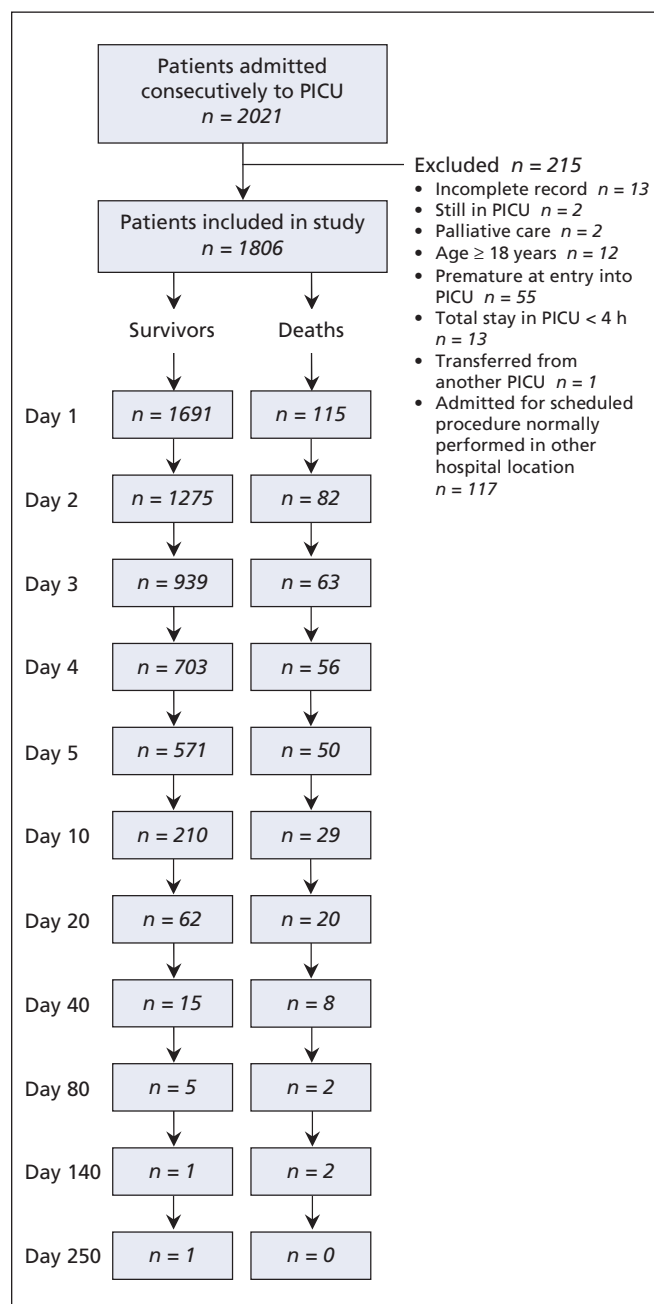 Patients admitted
consecutively to PICU
n = 2021
Excluded n = 215
• Incomplete record n = 13
• Still in PICU n = 2
• Palliative care n = 2
• Age ≥ 18 years n = 12
• Premature at entry into
PICU n = 55
• Total stay in PICU < 4 h
n = 13
• Transferred from
another PICU n = 1
• Admitted for scheduled
procedure normally
performed in other
hospital location
n = 117
Patients included in study
n = 1806
Survivors Deaths
Day 1 n = 1691 n = 115
Day 2 n = 1275 n = 82
Day 3 n = 939 n = 63
Day 4 n = 703 n = 56
Day 5 n = 571 n = 50
Day 10 n = 210 n = 29
Day 20 n = 62 n = 20
Day 40 n = 15 n = 8
Day 80 n = 5 n = 2
Day 140 n = 1 n = 2
Day 250 n = 1 n = 0